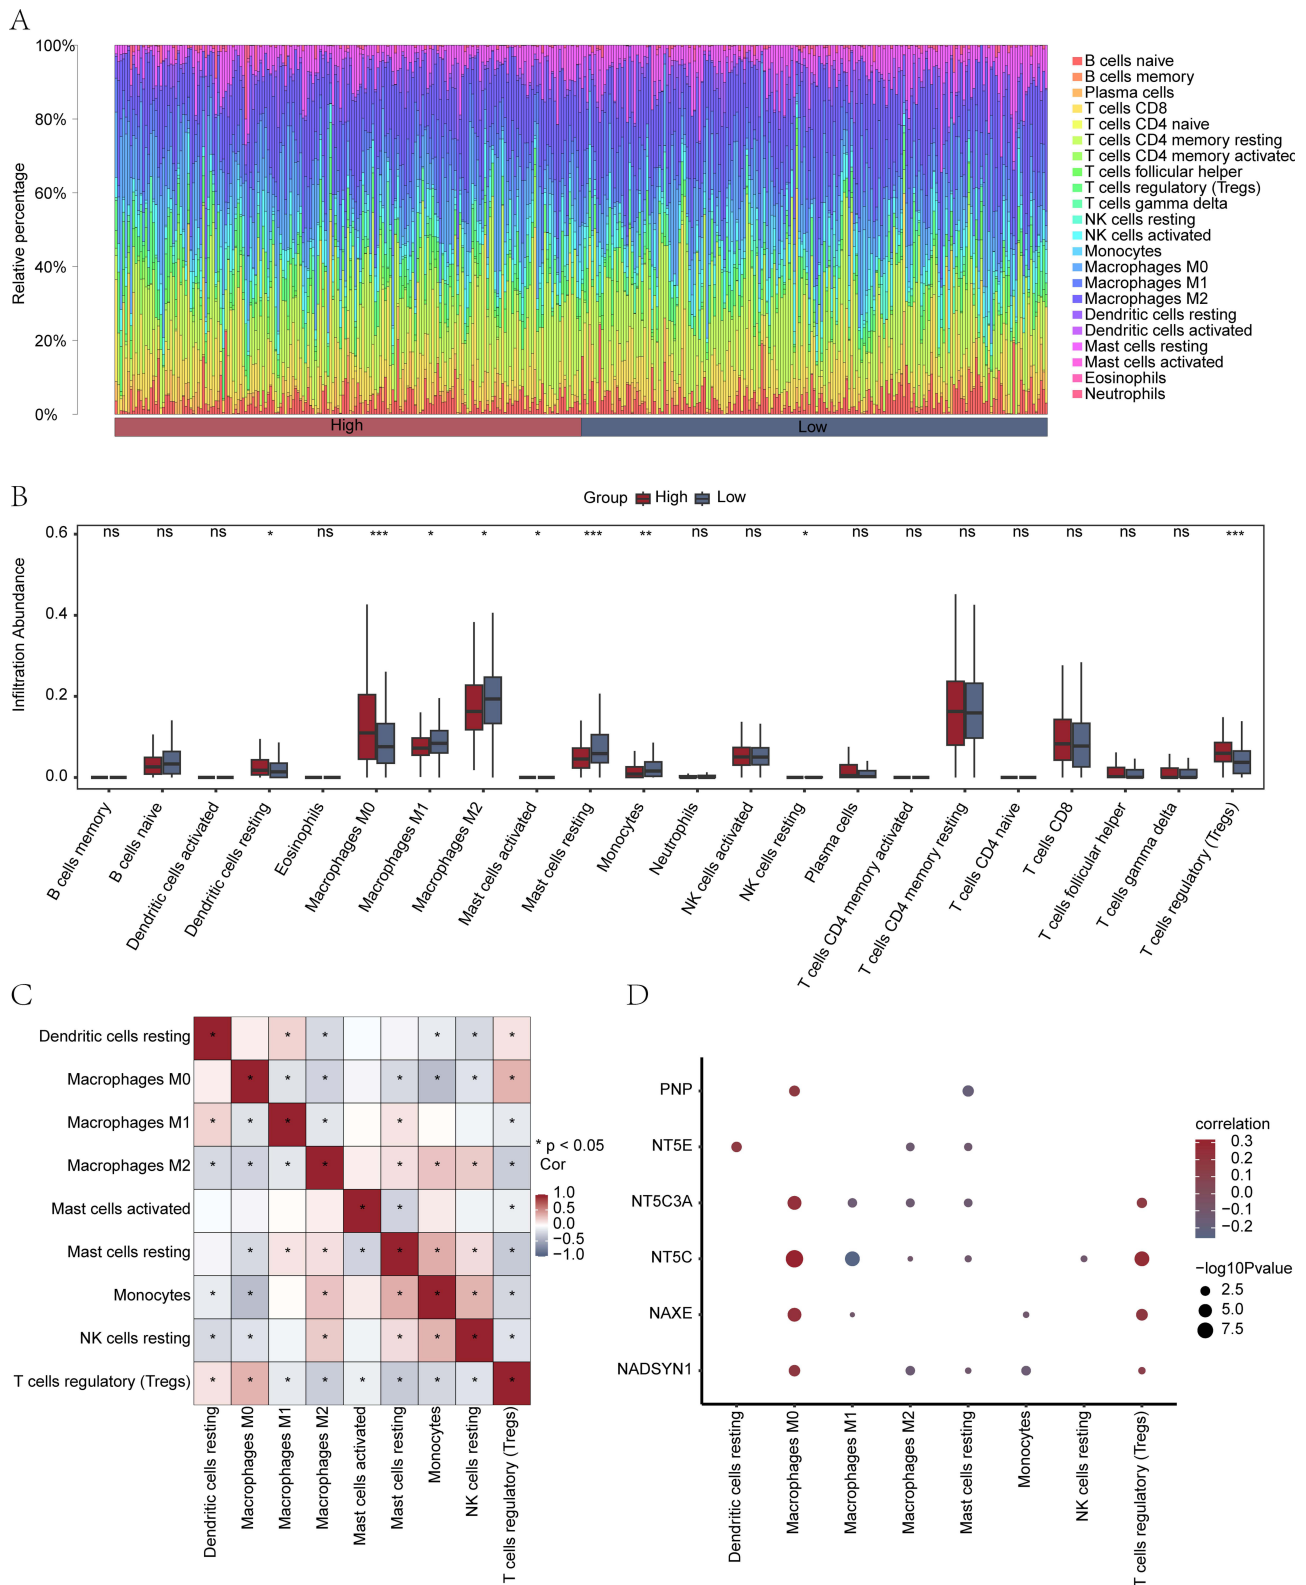 A
100%
80%
60%
40%
20%
0%
Relative percentage
High
Low
B cells naive
B cells memory
Plasma cells
T cells CD8
T cells CD4 naive
T cells CD4 memory resting
T cells CD4 memory activated
T cells follicular helper
T cells regulatory (Tregs)
T cells gamma delta
NK cells resting
NK cells activated
Monocytes
Macrophages M0
Macrophages M1
Macrophages M2
Dendritic cells resting
Dendritic cells activated
Mast cells resting
Mast cells activated
Eosinophils
Neutrophils
B
Group High Low
ns ns ns * ns *** * * * *** ** ns ns * ns ns ns ns ns ns ns ***
0.6
0.4
0.2
0.0
Infiltration Abundance
B cells memory
B cells naive
Dendritic cells activated
Dendritic cells resting
Eosinophils
Macrophages M0
Macrophages M1
Macrophages M2
Mast cells activated
Mast cells resting
Monocytes
Neutrophils
NK cells activated
NK cells resting
Plasma cells
T cells CD4 memory activated
T cells CD4 memory resting
T cells CD4 naive
T cells CD8
T cells follicular helper
T cells gamma delta
T cells regulatory (Tregs)
C
Dendritic cells resting * * * * * *
Macrophages M0 * * * * * * *
Macrophages M1 * * * * * *
Macrophages M2 * * * * * * * *
Mast cells activated * * *
Mast cells resting * * * * * * * *
Monocytes * * * * * * *
NK cells resting * * * * * * *
T cells regulatory (Tregs) * * * * * * * * *
Dendritic cells resting
Macrophages M0
Macrophages M1
Macrophages M2
Mast cells activated
Mast cells resting
Monocytes
NK cells resting
T cells regulatory (Tregs)
* p < 0.05
Cor
1.0
0.5
0.0
−0.5
−1.0
D
PNP
NT5E
NT5C3A
NT5C
NAXE
NADSYN1
Dendritic cells resting
Macrophages M0
Macrophages M1
Macrophages M2
Mast cells resting
Monocytes
NK cells resting
T cells regulatory (Tregs)
correlation
0.3
0.2
0.1
0.0
−0.1
−0.2
−log10Pvalue
2.5
5.0
7.5